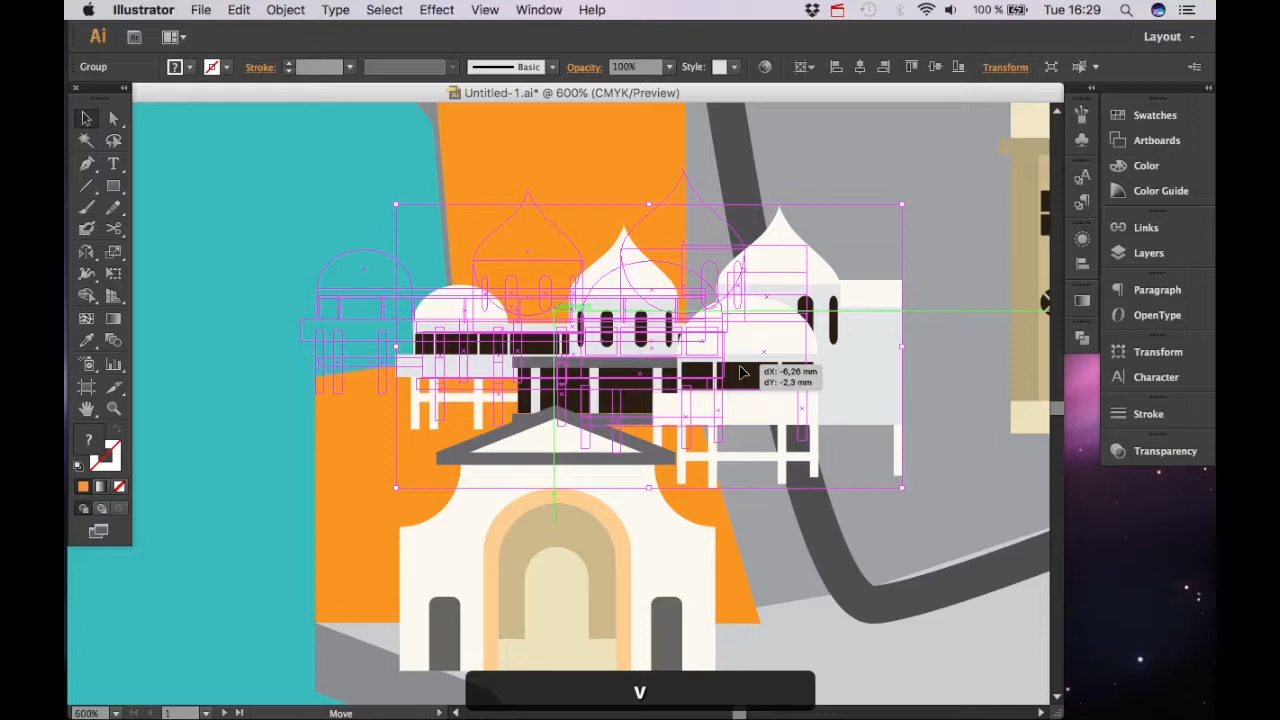 Illustrator File Edit Object Type Select Effect View Window Help 100 % Tue 16:29
Ai Br Layout
Group Stroke: Basic Opacity: 100% Style: Transform
Untitled-1.ai* @ 600% (CMYK/Preview)
T
Swatches
Artboards
Color
Color Guide
Links
Layers
Paragraph
OpenType
Transform
Character
Stroke
Transparency
dX: -6,26 mm
dY: -2,3 mm
?
v
600% 1 Move